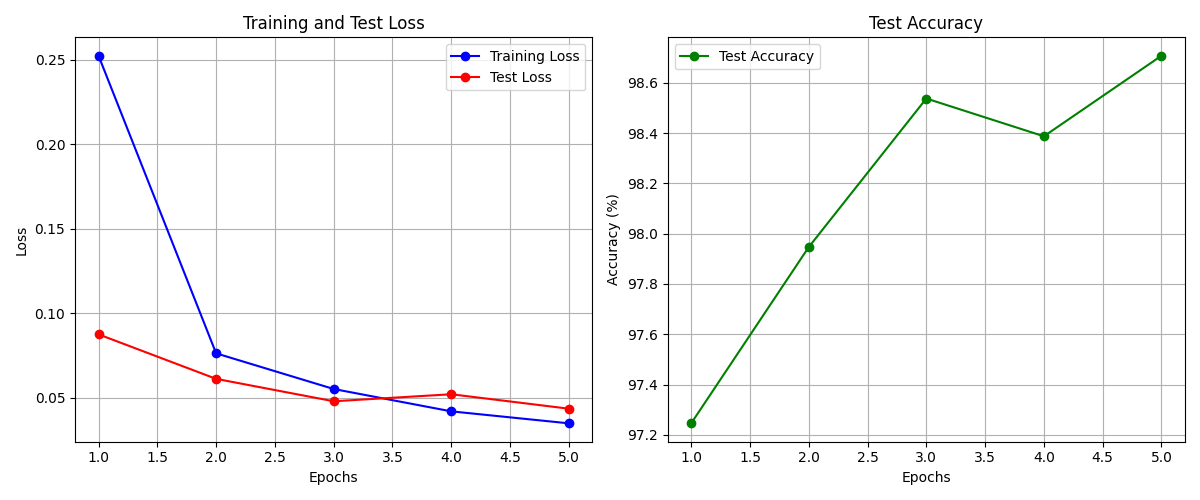 Training and Test Loss
Training Loss
Test Loss
0.25
0.20
0.15
0.10
0.05
Loss
1.0 1.5 2.0 2.5 3.0 3.5 4.0 4.5 5.0
Epochs
Test Accuracy
Test Accuracy
98.6
98.4
98.2
98.0
97.8
97.6
97.4
97.2
Accuracy (%)
1.0 1.5 2.0 2.5 3.0 3.5 4.0 4.5 5.0
Epochs